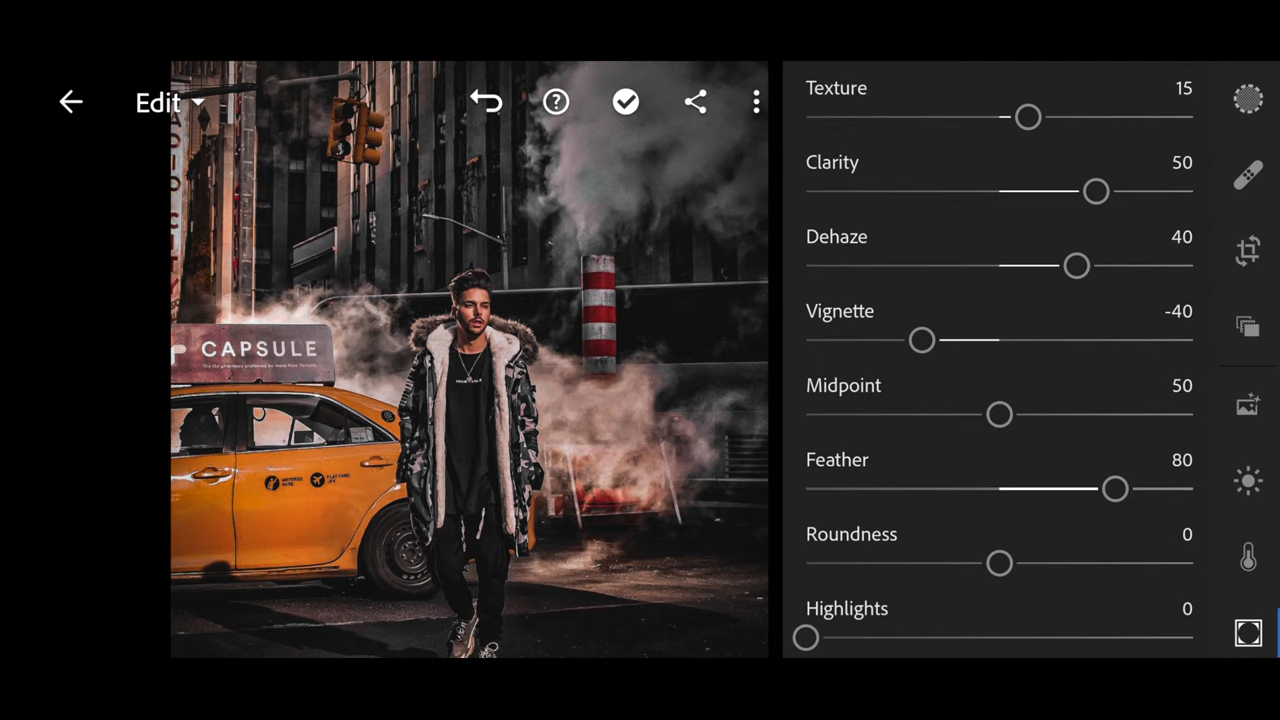 Edit
Texture 15
Clarity 50
Dehaze 40
Vignette -40
Midpoint 50
Feather 80
Roundness 0
Highlights 0
CAPSULE